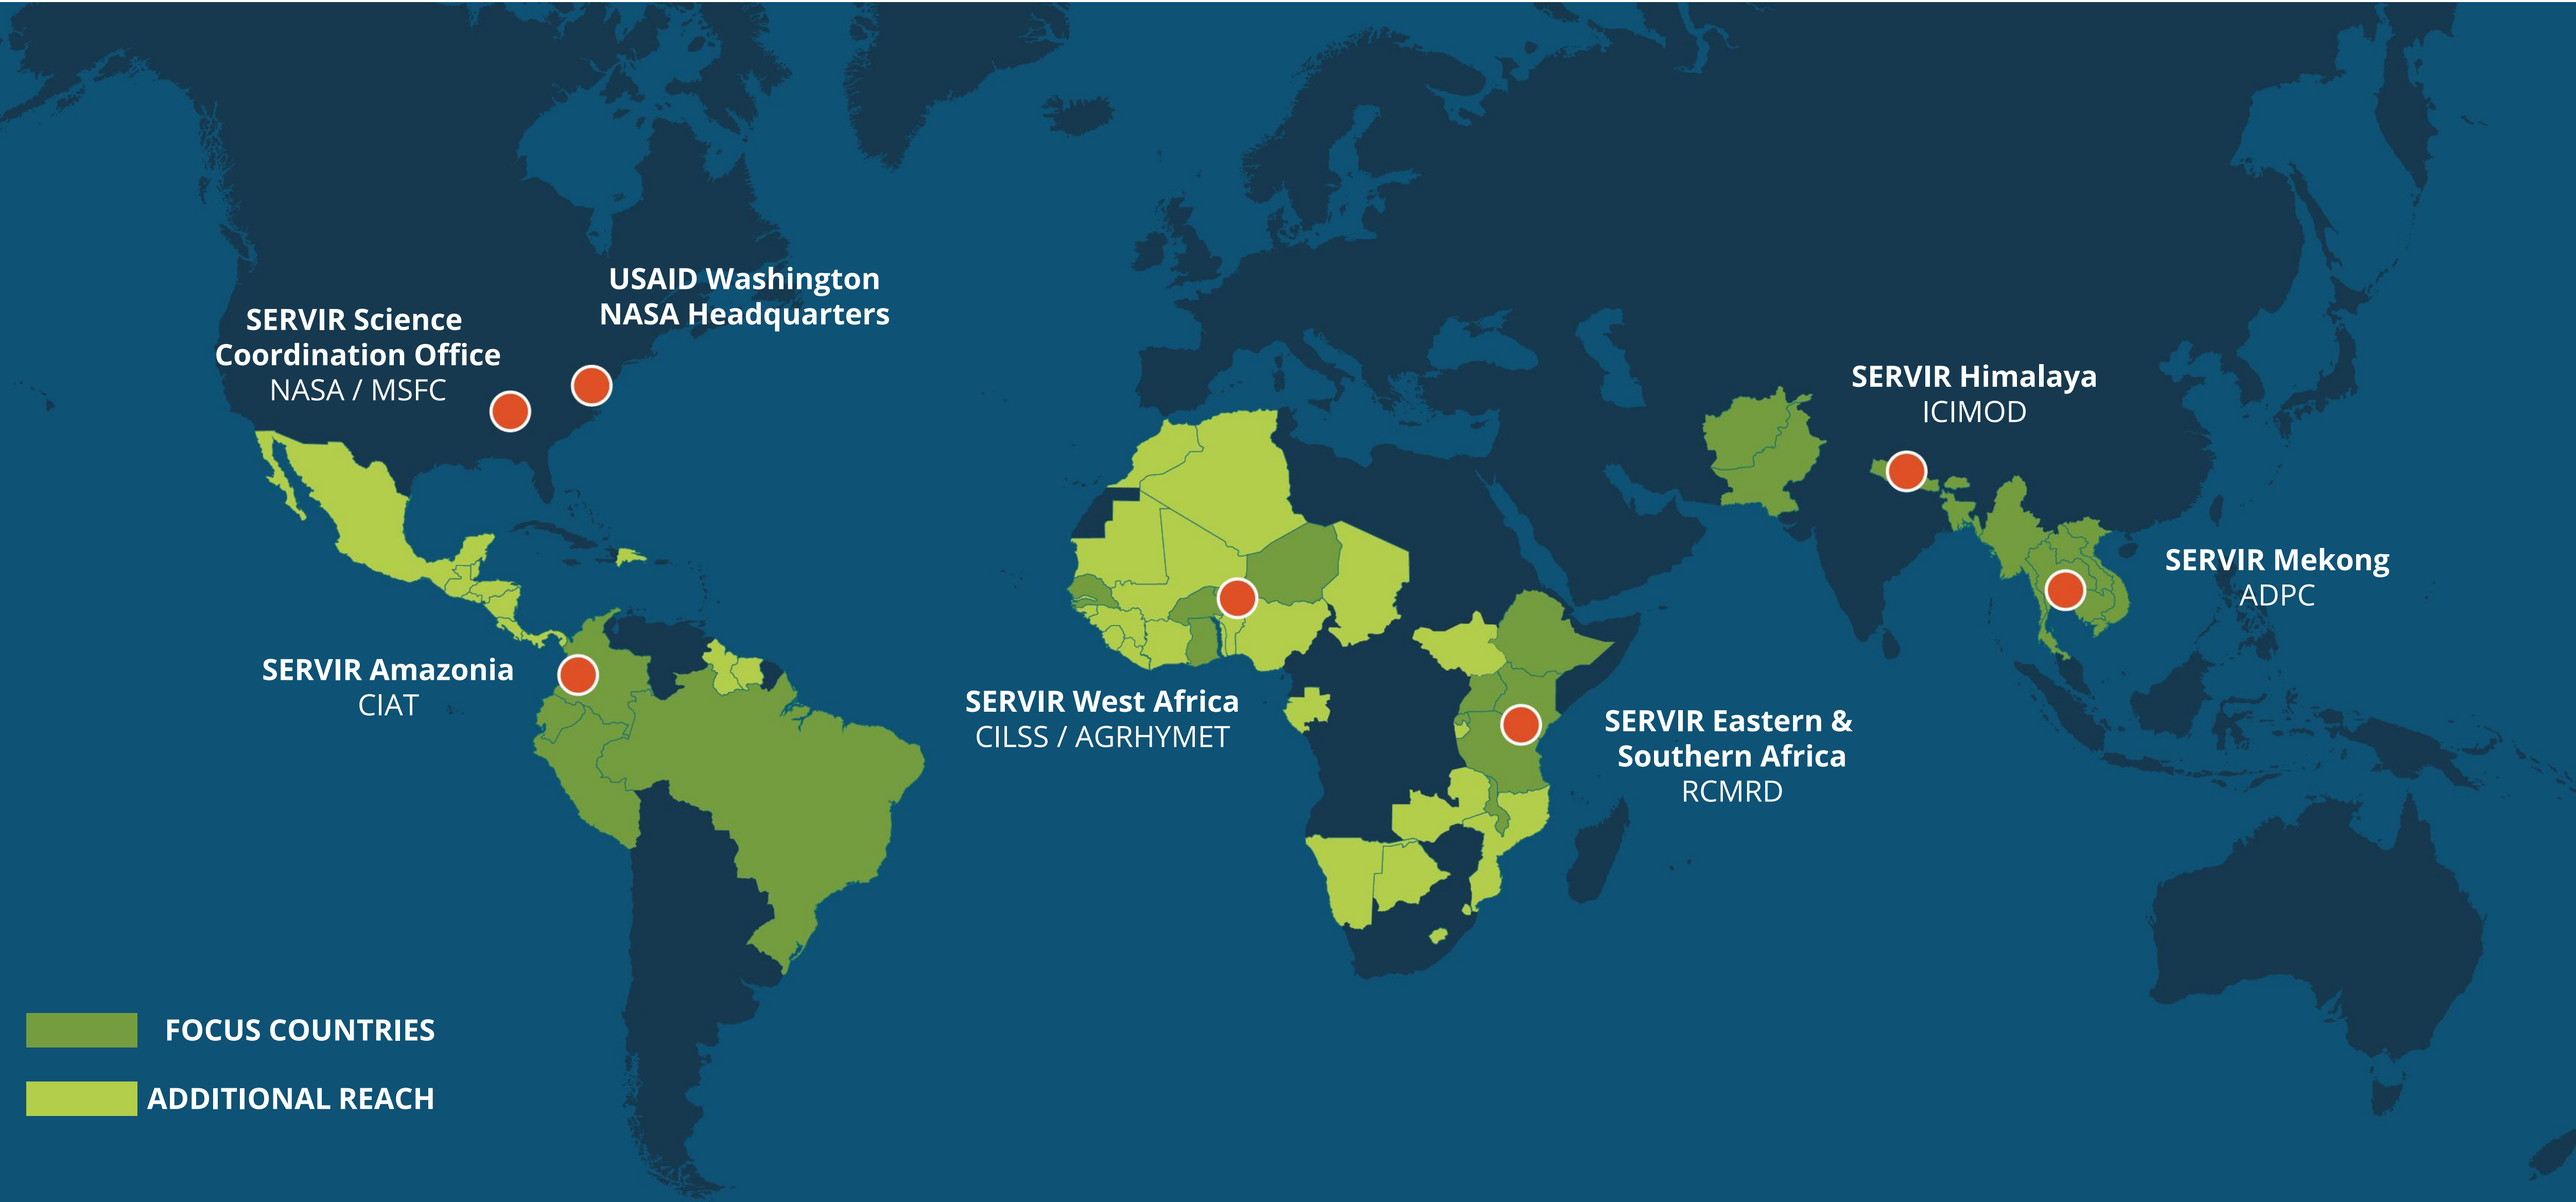 USAID Washington
NASA Headquarters
SERVIR Science
Coordination Office
NASA / MSFC
SERVIR Himalaya
ICIMOD
SERVIR Mekong
ADPC
SERVIR Amazonia
CIAT
SERVIR West Africa
CILSS / AGRHYMET
SERVIR Eastern &
Southern Africa
RCMRD
FOCUS COUNTRIES
ADDITIONAL REACH